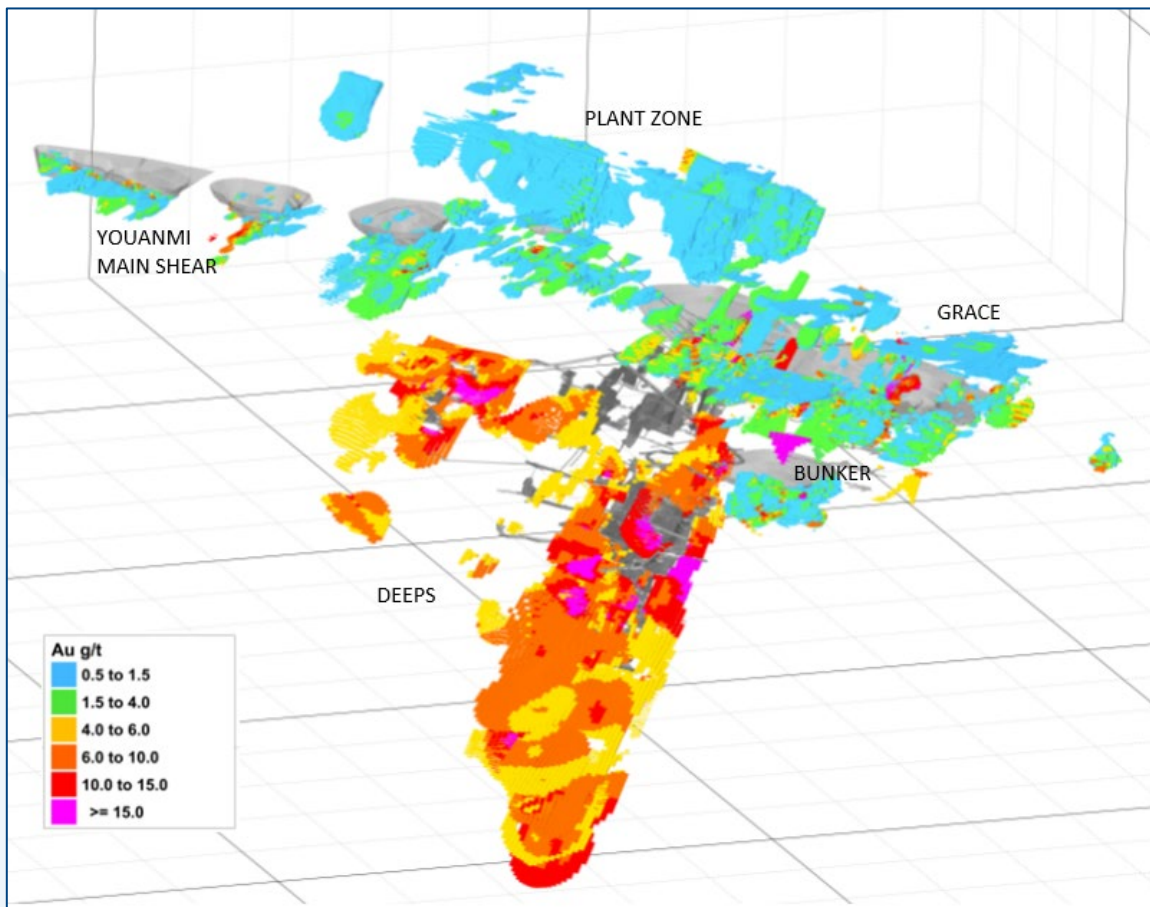 PLANT ZONE
YOUANMI
MAIN SHEAR
GRACE
BUNKER
DEEPS
Au g/t
0.5 to 1.5
1.5 to 4.0
4.0 to 6.0
6.0 to 10.0
10.0 to 15.0
>= 15.0